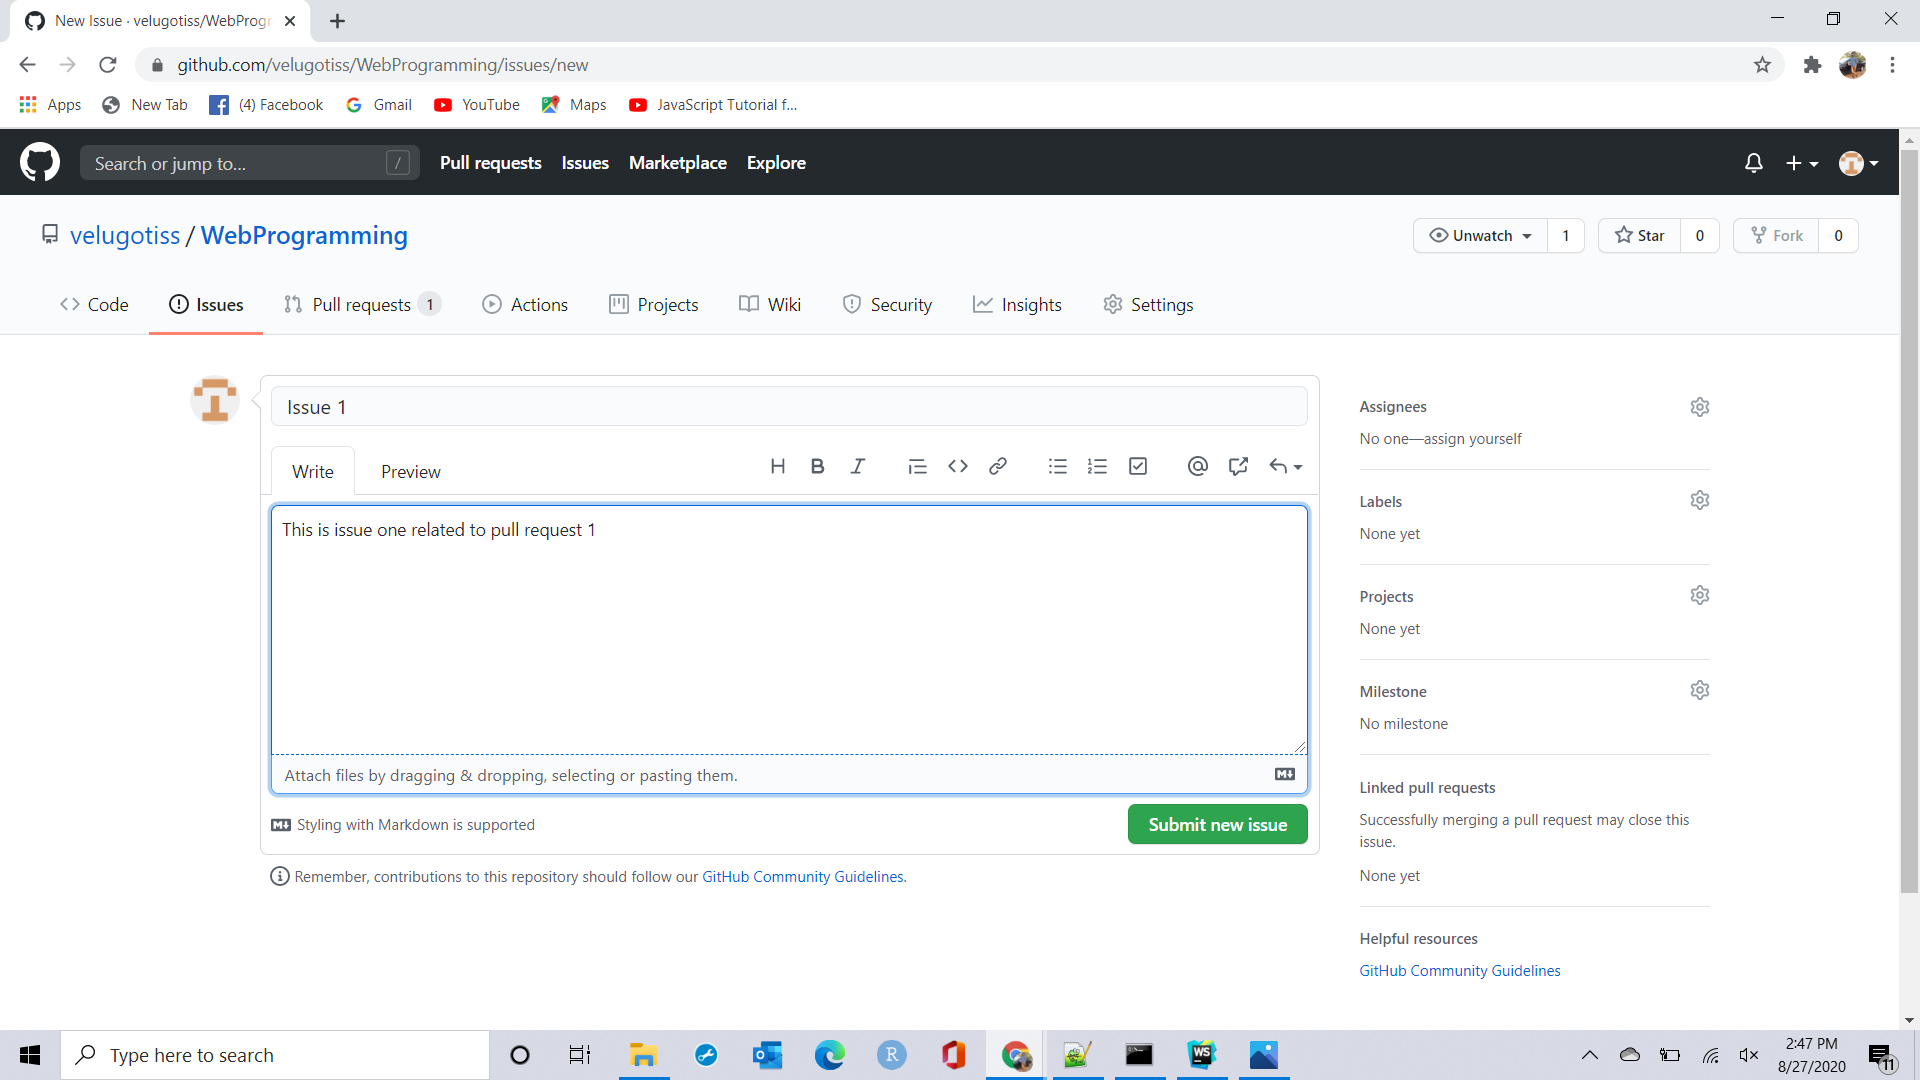 New Issue · velugotiss/WebProgr
github.com/velugotiss/WebProgramming/issues/new
Apps New Tab (4) Facebook Gmail YouTube Maps JavaScript Tutorial f...
Search or jump to... / Pull requests Issues Marketplace Explore
velugotiss / WebProgramming Unwatch 1 Star 0 Fork 0
Code Issues Pull requests 1 Actions Projects Wiki Security Insights Settings
Issue 1
Write Preview
This is issue one related to pull request 1
Attach files by dragging & dropping, selecting or pasting them.
Styling with Markdown is supported
Submit new issue
Remember, contributions to this repository should follow our GitHub Community Guidelines.
Assignees
No one—assign yourself
Labels
None yet
Projects
None yet
Milestone
No milestone
Linked pull requests
Successfully merging a pull request may close this
issue.
None yet
Helpful resources
GitHub Community Guidelines
Type here to search
R
WS
2:47 PM
8/27/2020
11